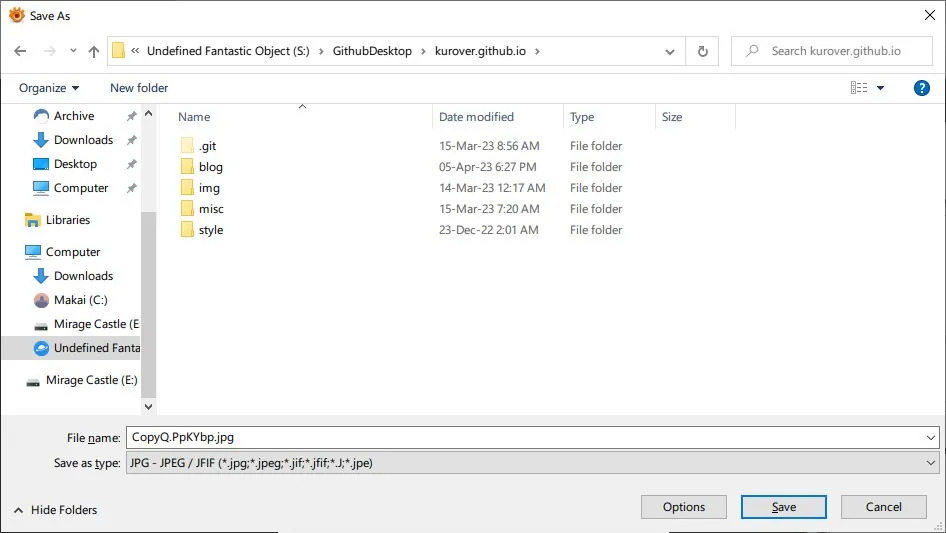 Save As
« Undefined Fantastic Object (S:) › GithubDesktop › kurover.github.io ›
Search kurover.github.io
Organize
New folder
Archive
Downloads
Desktop
Computer
Libraries
Computer
Downloads
Makai (C:)
Mirage Castle (E
Undefined Fanta
Mirage Castle (E:)
Name Date modified Type Size
.git 15-Mar-23 8:56 AM File folder
blog 05-Apr-23 6:27 PM File folder
img 14-Mar-23 12:17 AM File folder
misc 15-Mar-23 7:20 AM File folder
style 23-Dec-22 2:01 AM File folder
File name: CopyQ.PpKYbp.jpg
Save as type: JPG - JPEG / JFIF (*.jpg;*.jpeg;*.jif;*.jfif;*.J;*.jpe)
Hide Folders
Options
Save
Cancel